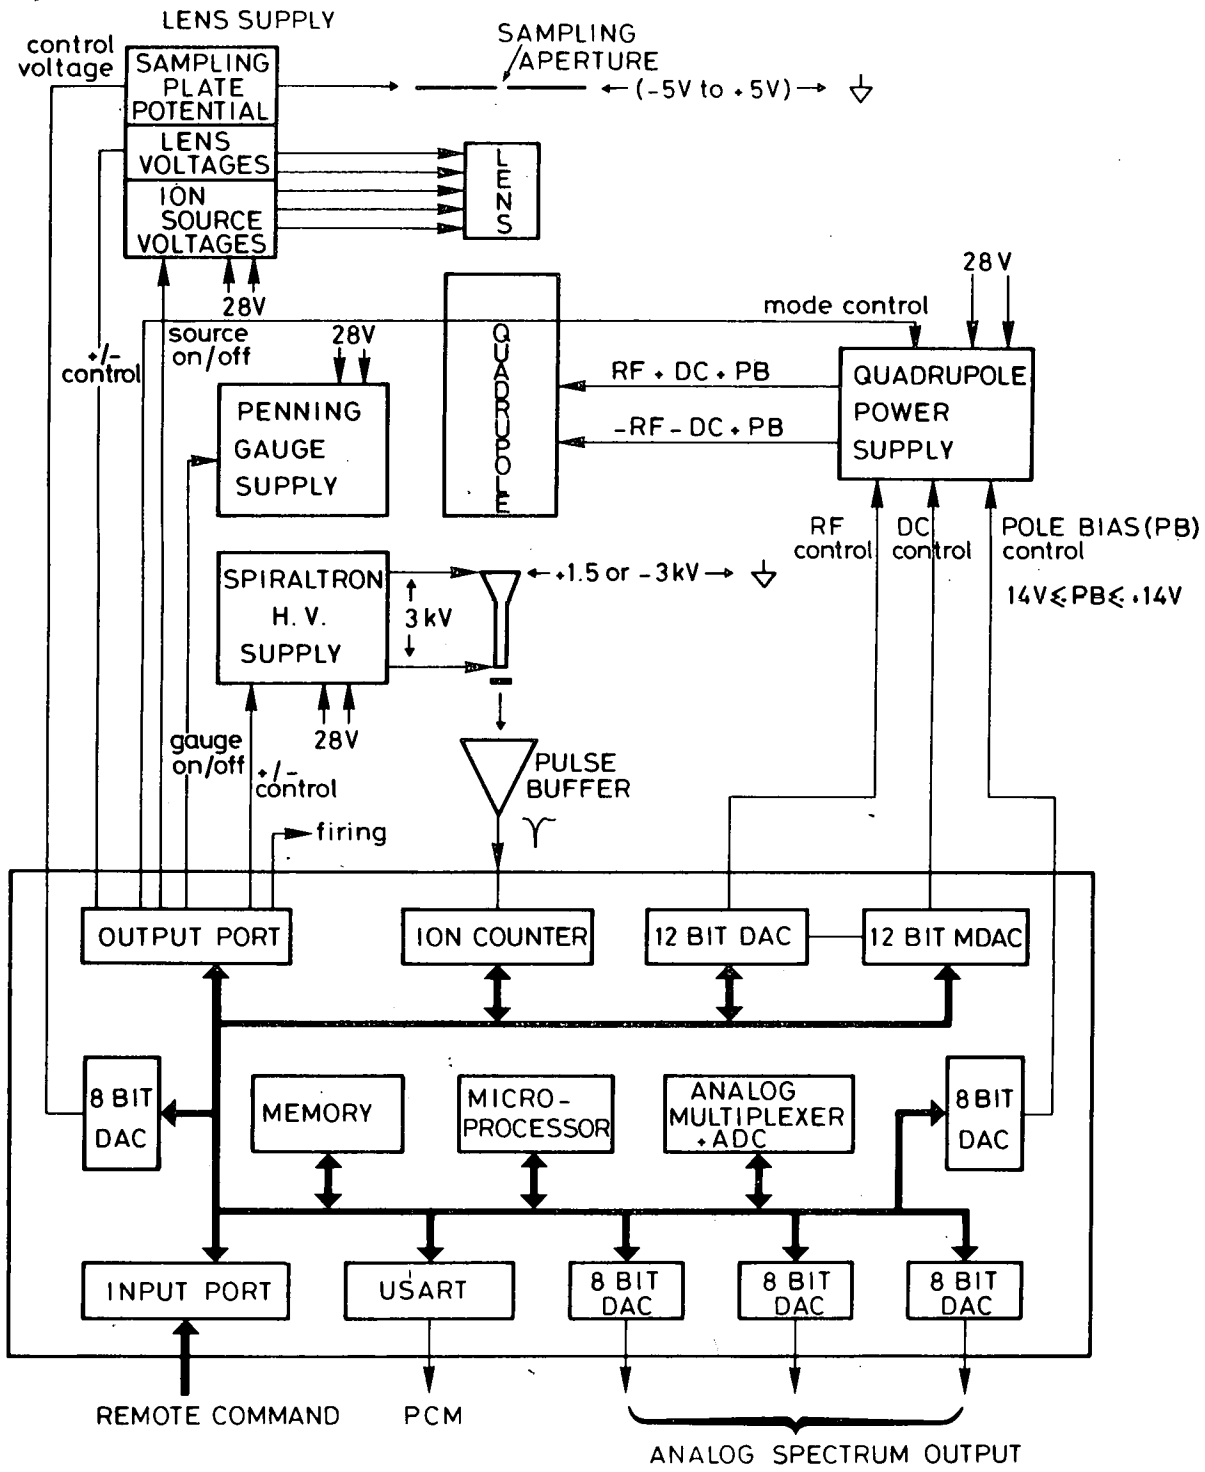 LENS SUPPLY
control
voltage
SAMPLING
PLATE
POTENTIAL
LENS
VOLTAGES
ION
SOURCE
VOLTAGES
SAMPLING
APERTURE
(-5V to +5V)
LENS
28V
source
on/off
+/-
control
28V
PENNING
GAUGE
SUPPLY
QUADRUPOLE
mode control
28V
RF + DC + PB
-RF - DC + PB
QUADRUPOLE
POWER
SUPPLY
RF
control
DC
control
POLE BIAS (PB)
control
14V ≤ PB ≤ +14V
SPIRALTRON
H. V.
SUPPLY
3 kV
+1.5 or -3kV
28V
gauge
on/off
+/-
control
firing
PULSE
BUFFER
OUTPUT PORT
ION COUNTER
12 BIT DAC
12 BIT MDAC
8 BIT
DAC
MEMORY
MICRO-
PROCESSOR
ANALOG
MULTIPLEXER
+ ADC
8 BIT
DAC
INPUT PORT
USART
8 BIT
DAC
8 BIT
DAC
8 BIT
DAC
REMOTE COMMAND
PCM
ANALOG SPECTRUM OUTPUT